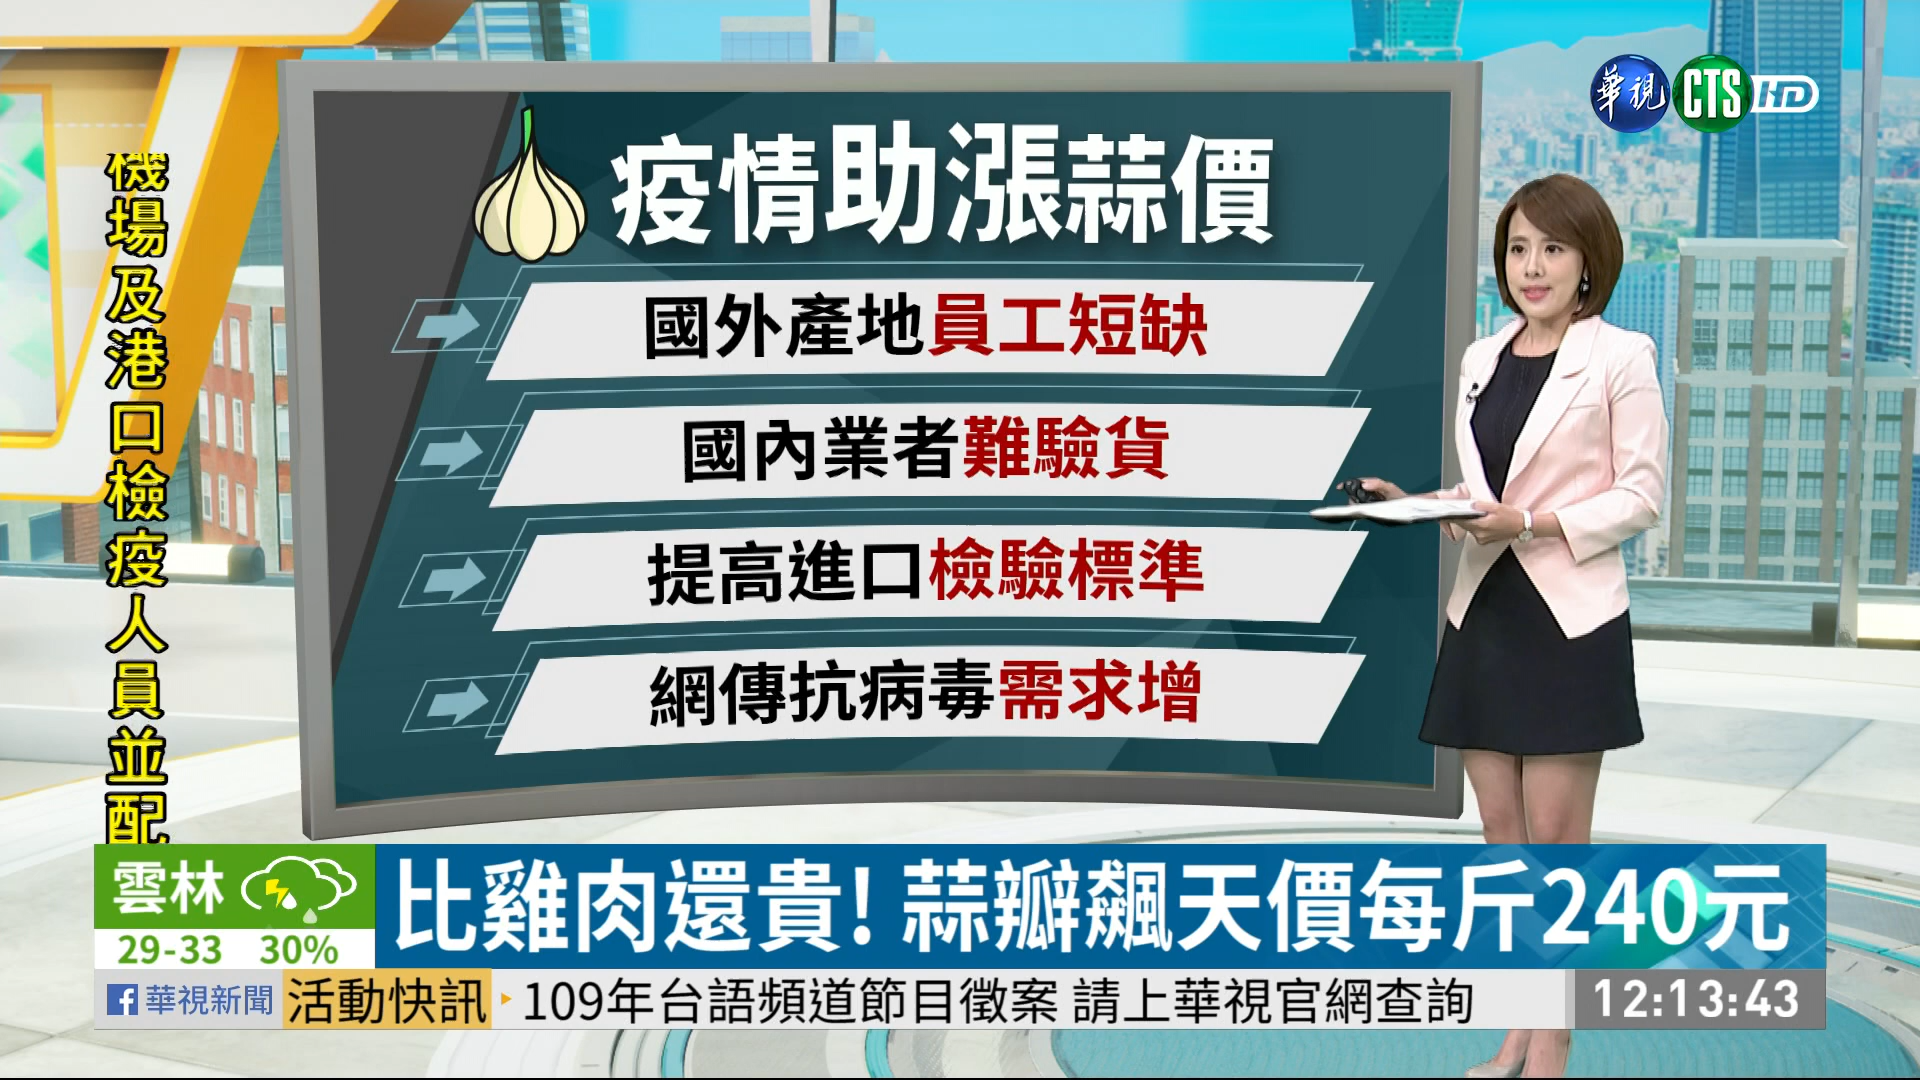 華視 CTS HD
疫情助漲蒜價
國外產地員工短缺
國內業者難驗貨
提高進口檢驗標準
網傳抗病毒需求增
機場及港口檢疫人員並配
雲林
29-33 30%
比雞肉還貴! 蒜瓣飆天價每斤240元
華視新聞 活動快訊 109年台語頻道節目徵案 請上華視官網查詢
12:13:43